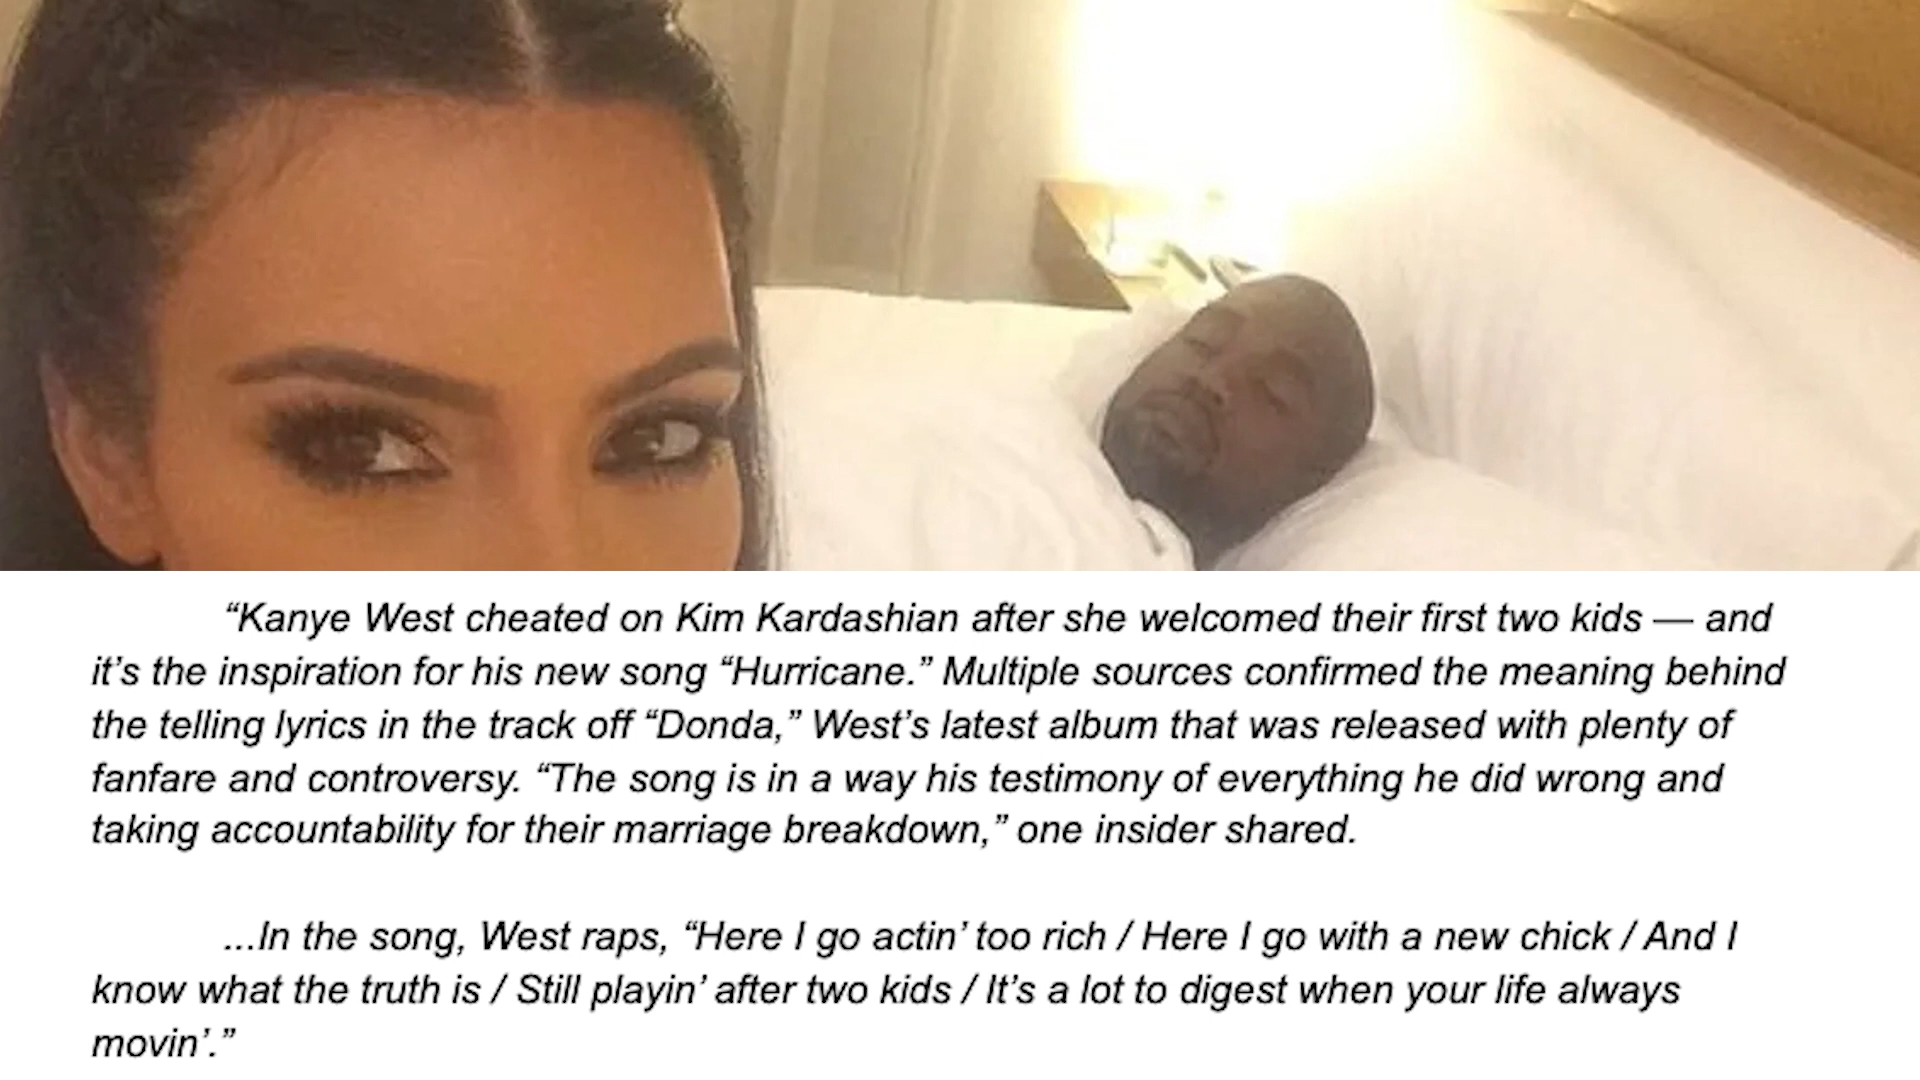 “Kanye West cheated on Kim Kardashian after she welcomed their first two kids — and
it’s the inspiration for his new song “Hurricane.” Multiple sources confirmed the meaning behind
the telling lyrics in the track off “Donda,” West’s latest album that was released with plenty of
fanfare and controversy. “The song is in a way his testimony of everything he did wrong and
taking accountability for their marriage breakdown,” one insider shared.
...In the song, West raps, “Here I go actin’ too rich / Here I go with a new chick / And I
know what the truth is / Still playin’ after two kids / It’s a lot to digest when your life always
movin’.”